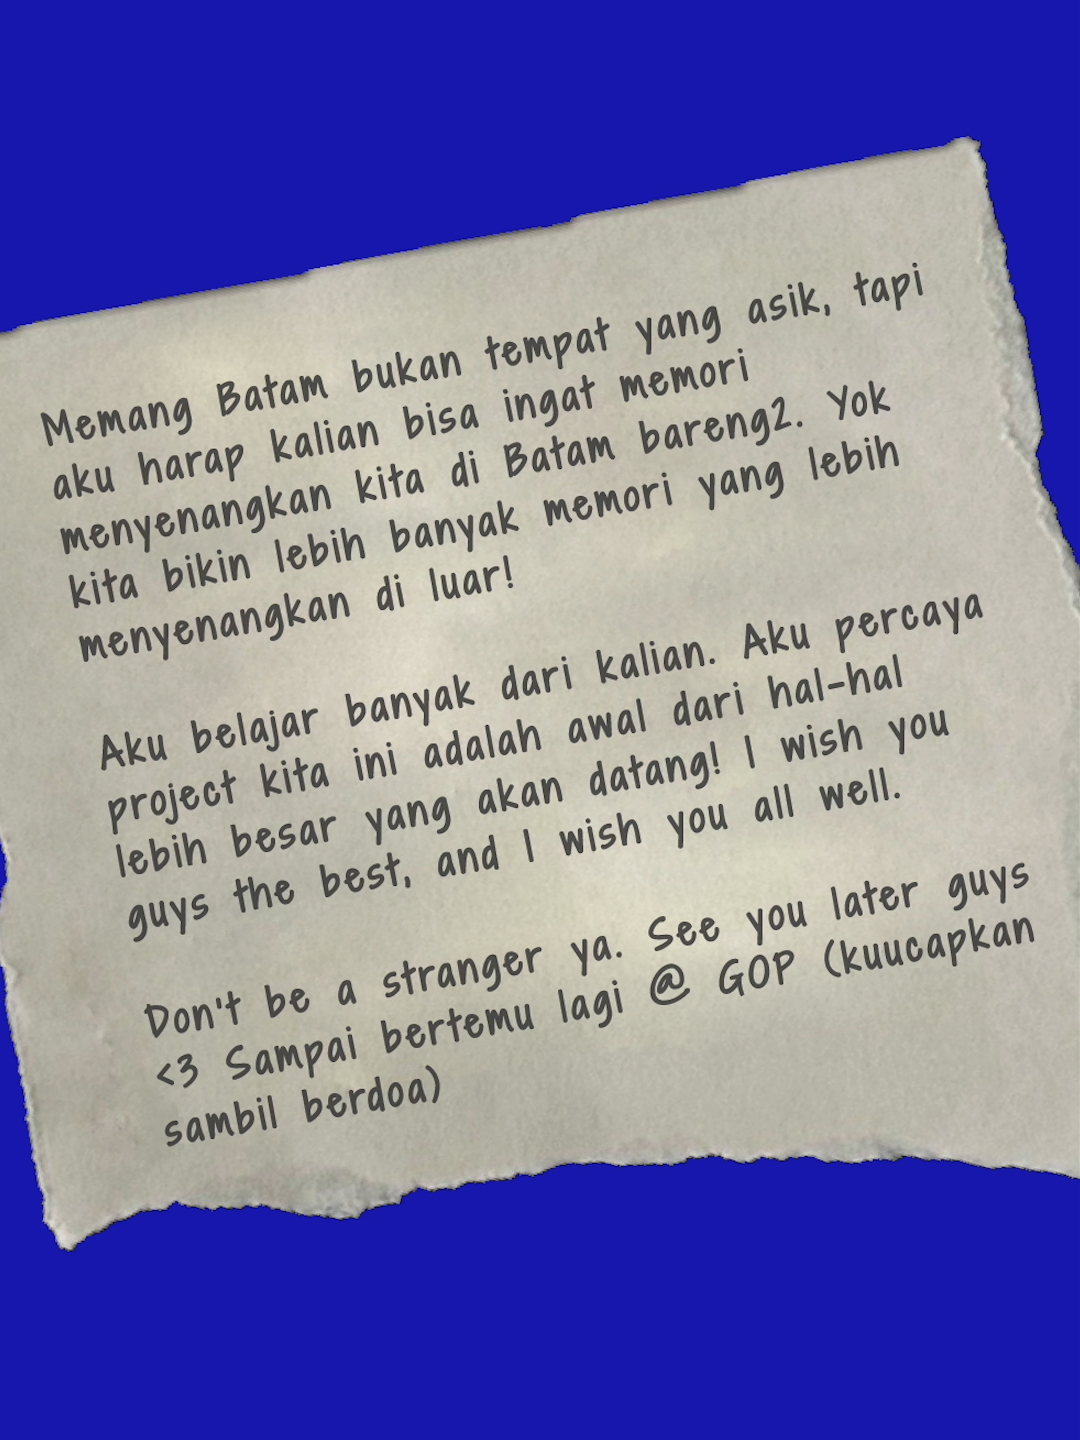 Memang Batam bukan tempat yang asik, tapi
aku harap kalian bisa ingat memori
menyenangkan kita di Batam bareng2. Yok
kita bikin lebih banyak memori yang lebih
menyenangkan di luar!
Aku belajar banyak dari kalian. Aku percaya
project kita ini adalah awal dari hal-hal
lebih besar yang akan datang! I wish you
guys the best, and I wish you all well.
Don't be a stranger ya. See you later guys
<3 Sampai bertemu lagi @ GOP (kuucapkan
sambil berdoa)